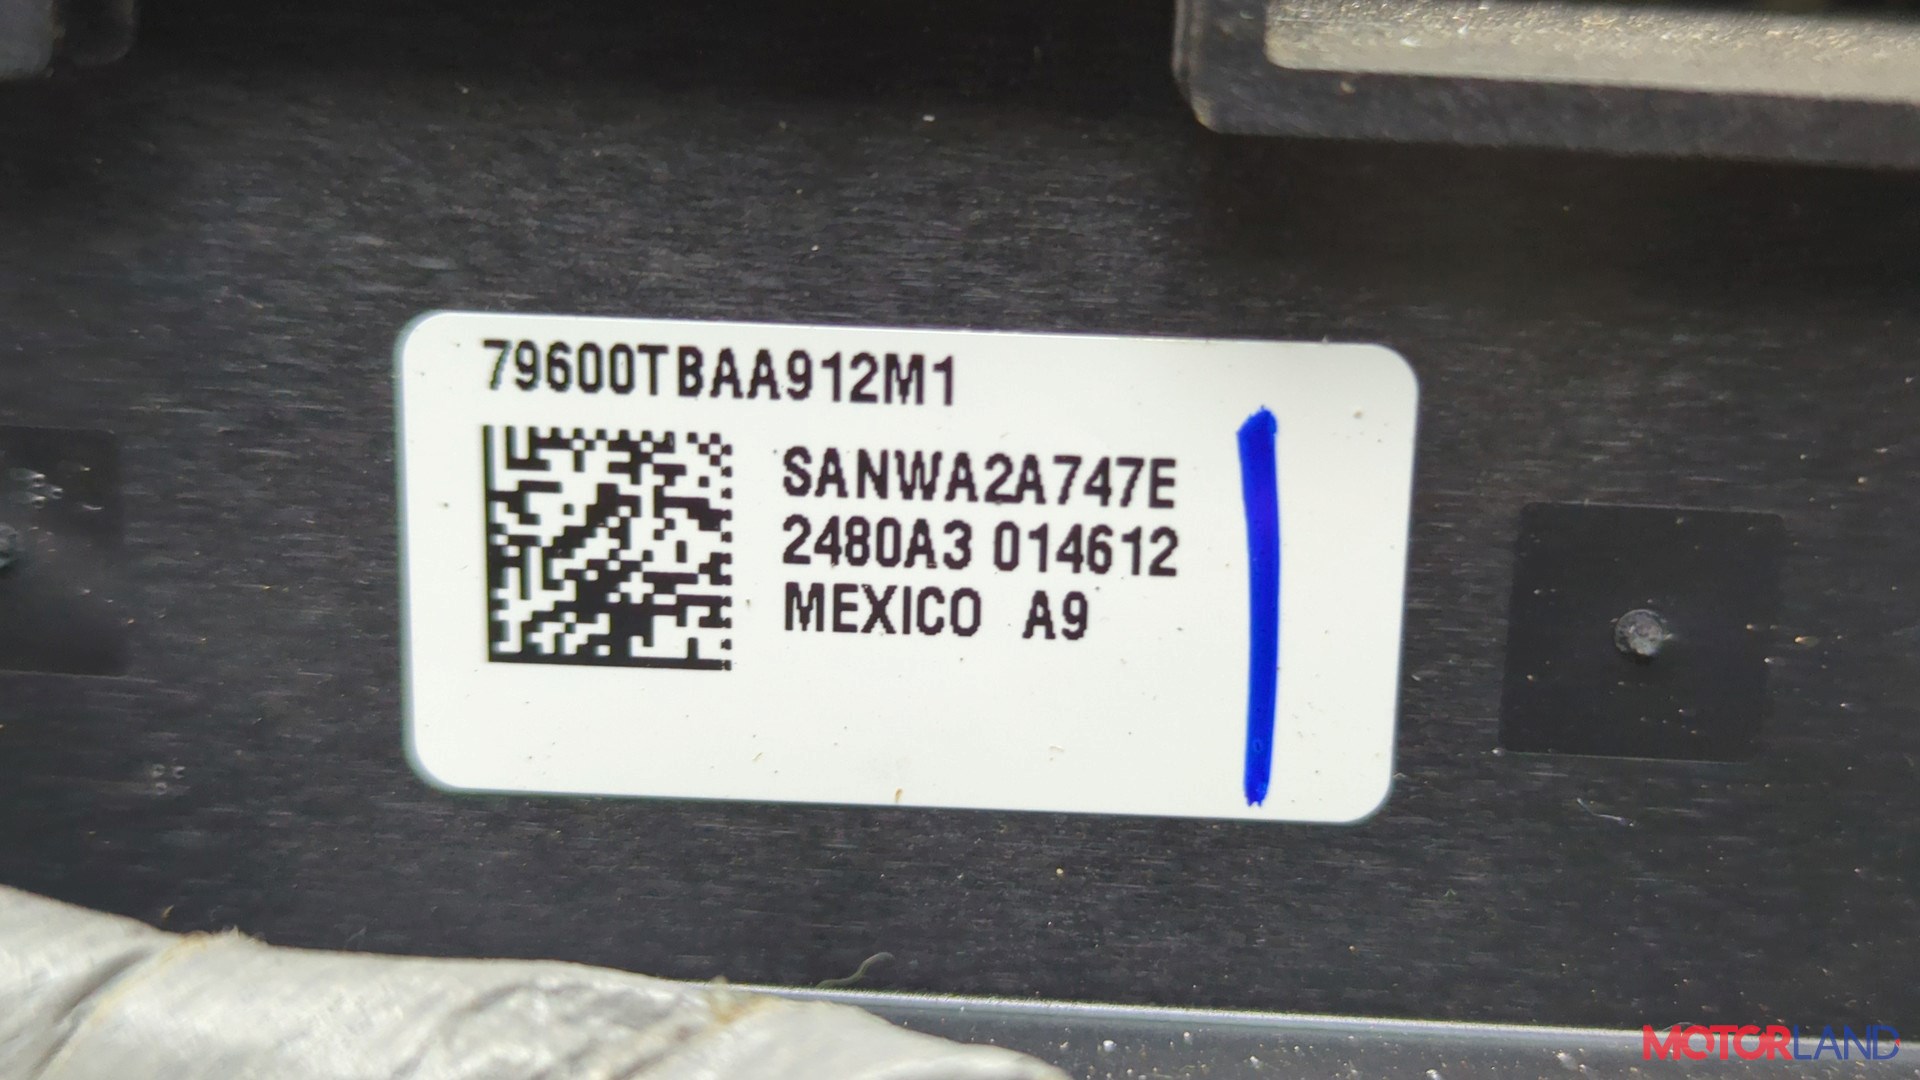 79600TBAA912M1
SANWA2A747E
2480A3 014612
MEXICO A9
MOTORLAND